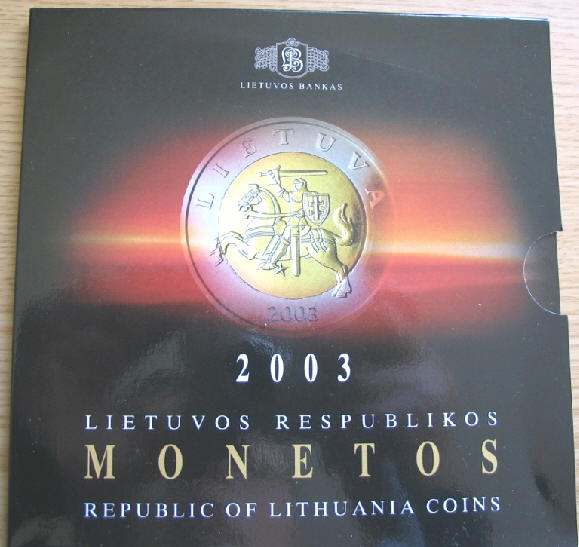 LIETUVOS BANKAS
LIETUVA
2003
2003
LIETUVOS RESPUBLIKOS
MONETOS
REPUBLIC OF LITHUANIA COINS